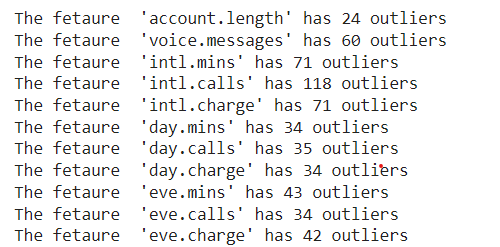 The fetaure  'account.length' has 24 outliers
The fetaure  'voice.messages' has 60 outliers
The fetaure  'intl.mins' has 71 outliers
The fetaure  'intl.calls' has 118 outliers
The fetaure  'intl.charge' has 71 outliers
The fetaure  'day.mins' has 34 outliers
The fetaure  'day.calls' has 35 outliers
The fetaure  'day.charge' has 34 outliers
The fetaure  'eve.mins' has 43 outliers
The fetaure  'eve.calls' has 34 outliers
The fetaure  'eve.charge' has 42 outliers